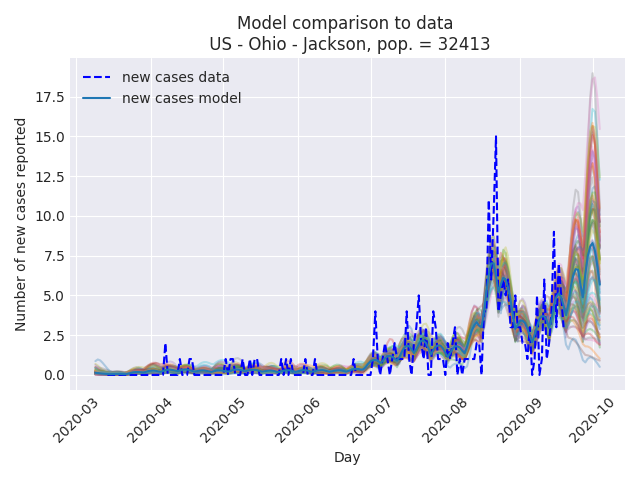 Model comparison to data
US - Ohio - Jackson, pop. = 32413
new cases data
new cases model
Number of new cases reported
17.5
15.0
12.5
10.0
7.5
5.0
2.5
0.0
2020-03
2020-04
2020-05
2020-06
2020-07
2020-08
2020-09
2020-10
Day